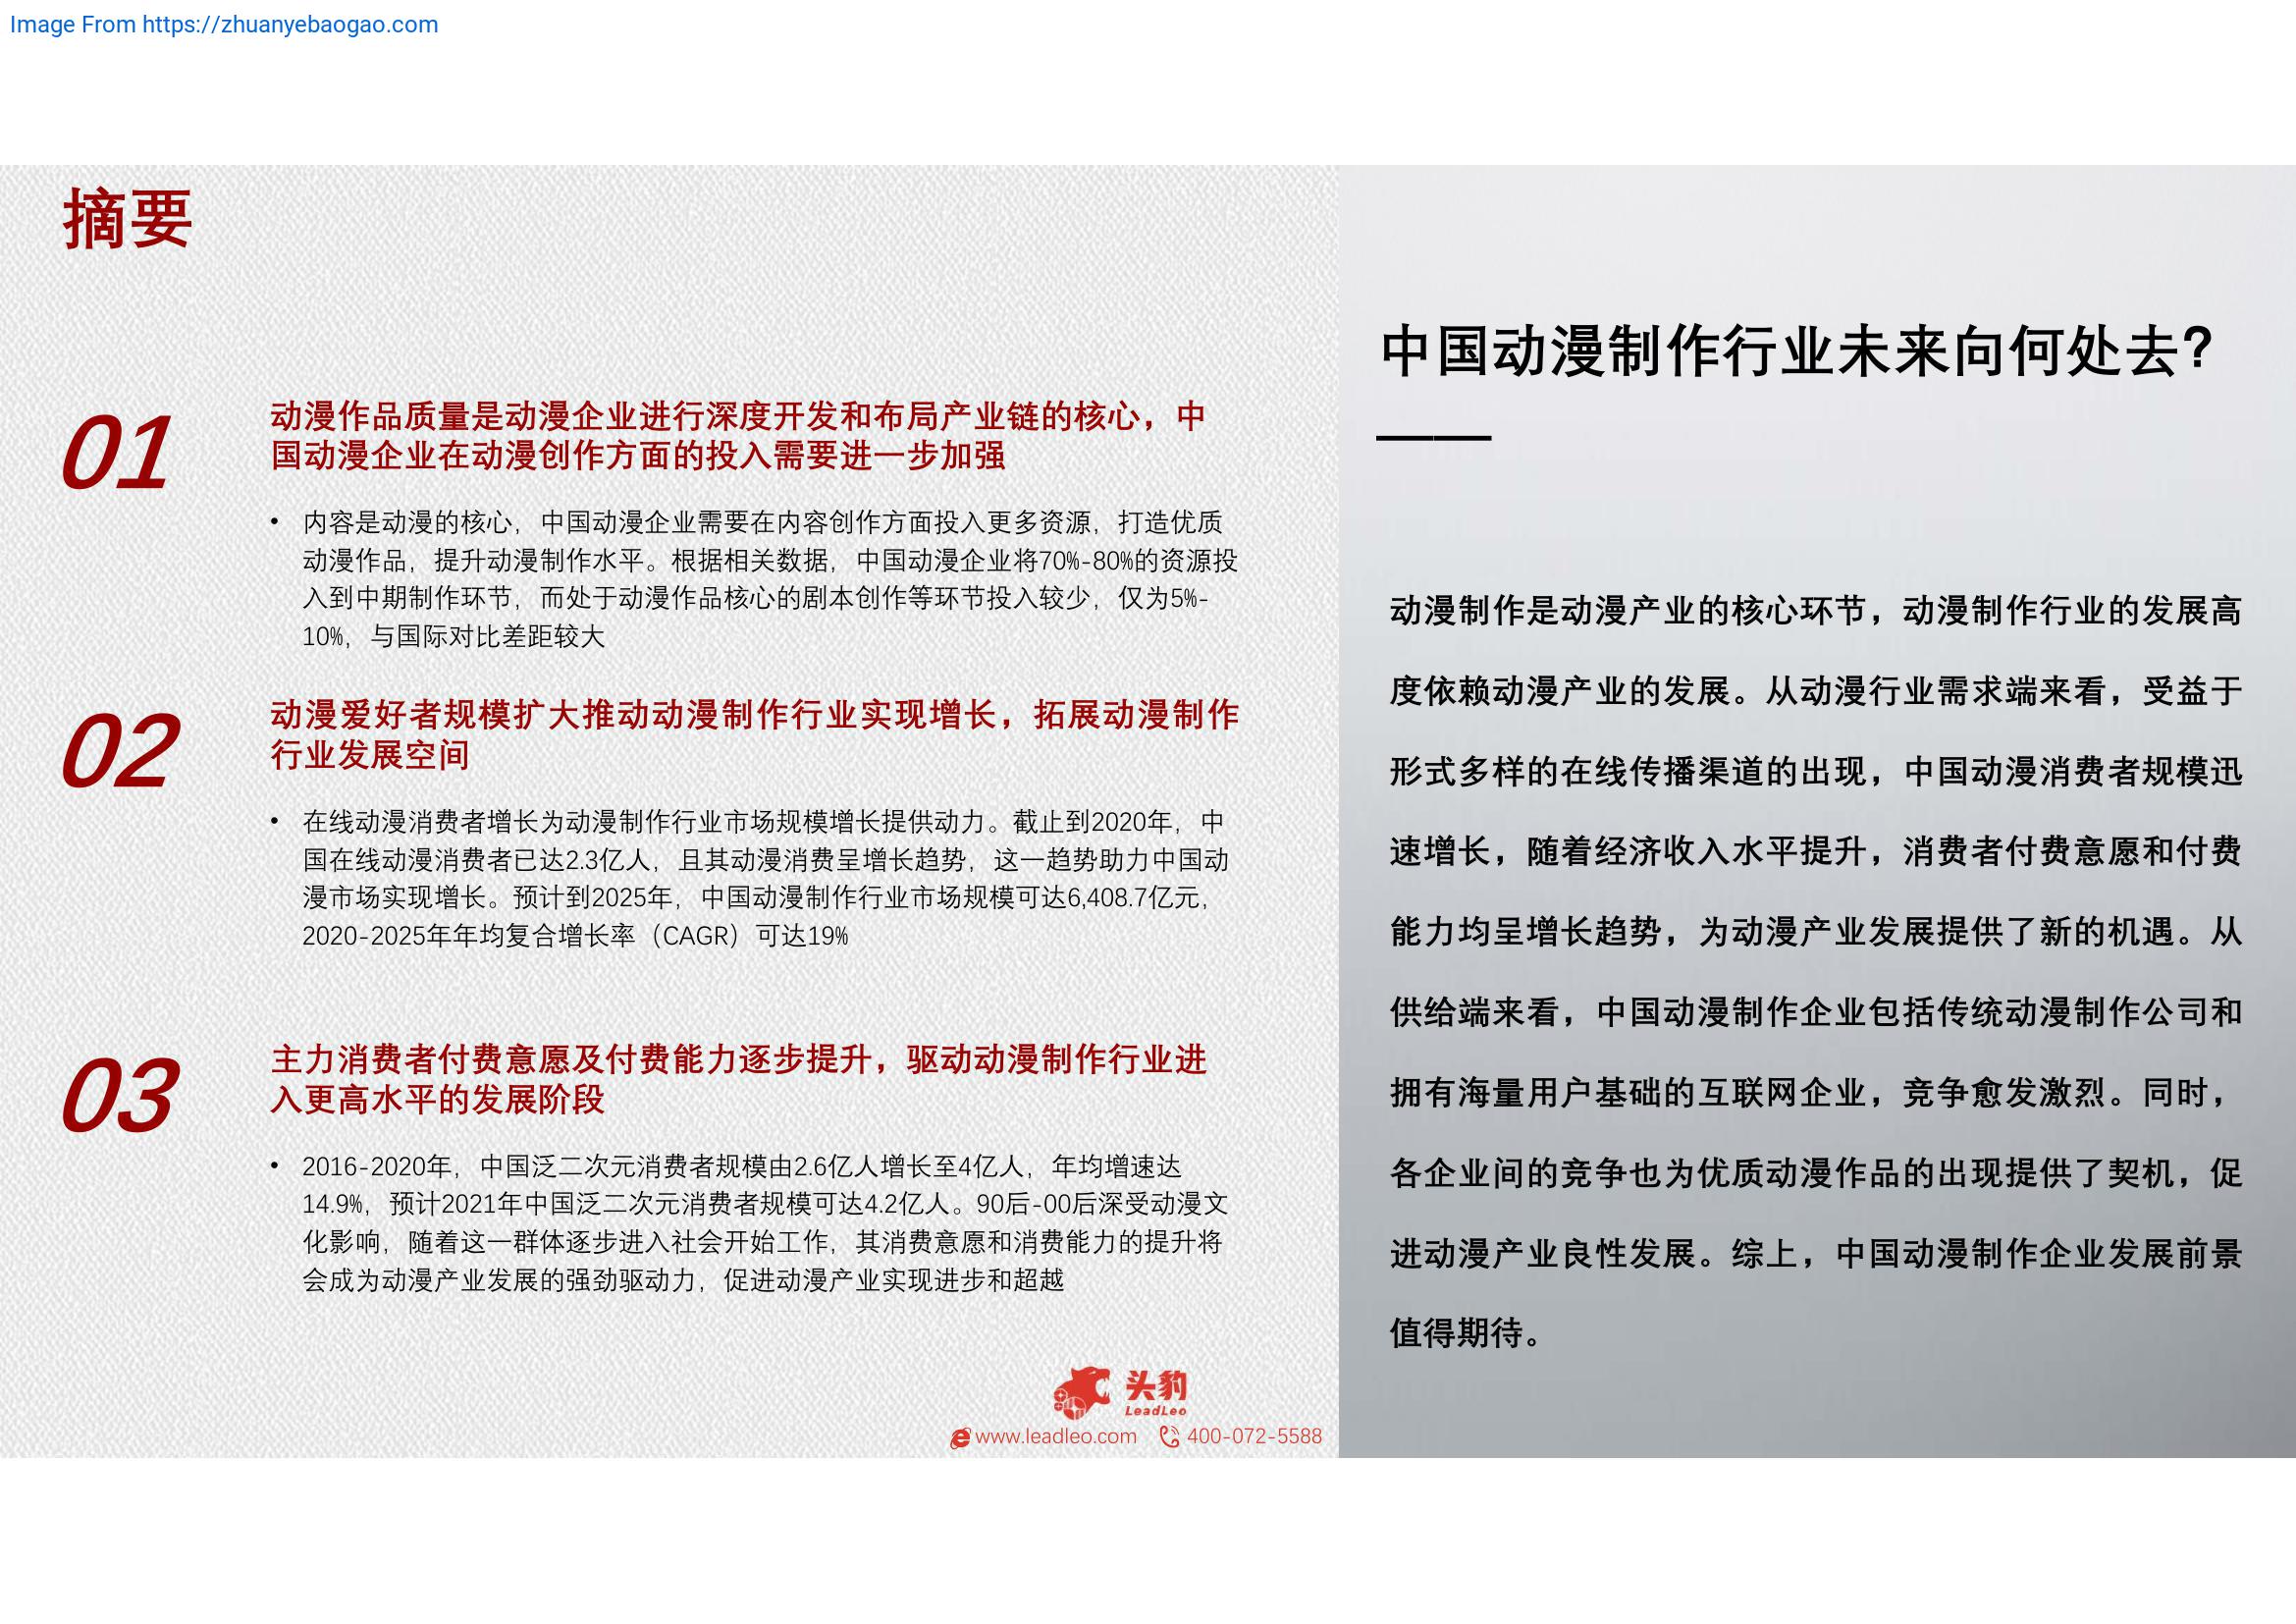 Image From https://zhuanyebaogao.com
摘要
01
动漫作品质量是动漫企业进行深度开发和布局产业链的核心，中
国动漫企业在动漫创作方面的投入需要进一步加强
• 内容是动漫的核心，中国动漫企业需要在内容创作方面投入更多资源，打造优质
动漫作品，提升动漫制作水平。根据相关数据，中国动漫企业将70%-80%的资源投
入到中期制作环节，而处于动漫作品核心的剧本创作等环节投入较少，仅为5%-
10%，与国际对比差距较大
02
动漫爱好者规模扩大推动动漫制作行业实现增长，拓展动漫制作
行业发展空间
• 在线动漫消费者增长为动漫制作行业市场规模增长提供动力。截止到2020年，中
国在线动漫消费者已达2.3亿人，且其动漫消费呈增长趋势，这一趋势助力中国动
漫市场实现增长。预计到2025年，中国动漫制作行业市场规模可达6,408.7亿元，
2020-2025年年均复合增长率（CAGR）可达19%
03
主力消费者付费意愿及付费能力逐步提升，驱动动漫制作行业进
入更高水平的发展阶段
• 2016-2020年，中国泛二次元消费者规模由2.6亿人增长至4亿人，年均增速达
14.9%，预计2021年中国泛二次元消费者规模可达4.2亿人。90后-00后深受动漫文
化影响，随着这一群体逐步进入社会开始工作，其消费意愿和消费能力的提升将
会成为动漫产业发展的强劲驱动力，促进动漫产业实现进步和超越
头豹
LeadLeo
www.leadleo.com 400-072-5588
中国动漫制作行业未来向何处去？
——
动漫制作是动漫产业的核心环节，动漫制作行业的发展高
度依赖动漫产业的发展。从动漫行业需求端来看，受益于
形式多样的在线传播渠道的出现，中国动漫消费者规模迅
速增长，随着经济收入水平提升，消费者付费意愿和付费
能力均呈增长趋势，为动漫产业发展提供了新的机遇。从
供给端来看，中国动漫制作企业包括传统动漫制作公司和
拥有海量用户基础的互联网企业，竞争愈发激烈。同时，
各企业间的竞争也为优质动漫作品的出现提供了契机，促
进动漫产业良性发展。综上，中国动漫制作企业发展前景
值得期待。